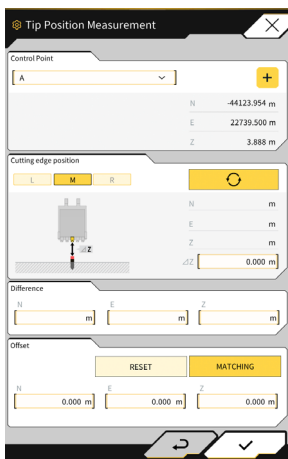 Tip Position Measurement
Control Point
A
+
N -44123.954 m
E 22739.500 m
Z 3.888 m
Cutting edge position
L M R
N m
E m
Z m
⊿Z 0.000 m
⊿Z
Difference
N E Z
m m m
Offset
RESET MATCHING
N E Z
0.000 m 0.000 m 0.000 m